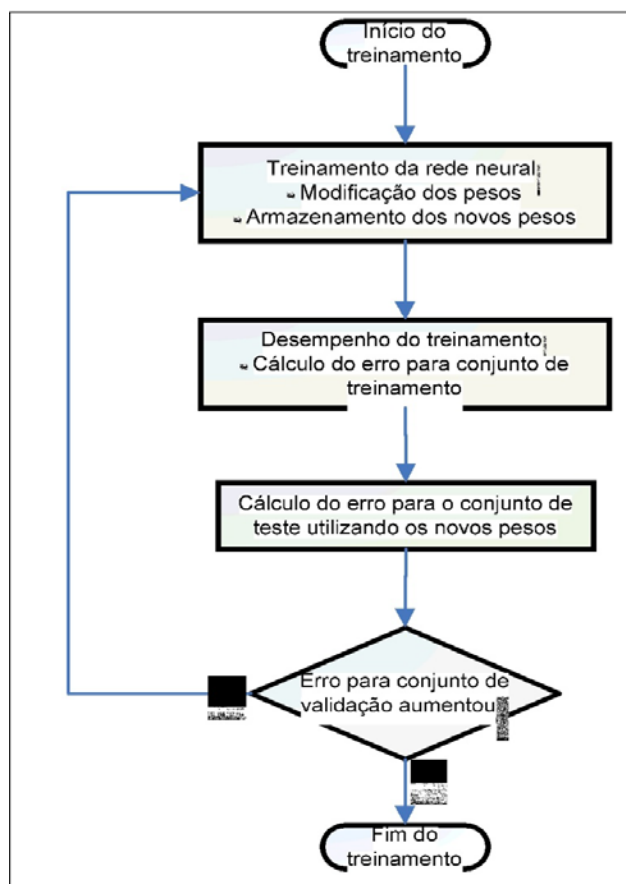 Início do
treinamento
Treinamento da rede neural
Modificação dos pesos
Armazenamento dos novos pesos
Desempenho do treinamento
Cálculo do erro para conjunto de
treinamento
Cálculo do erro para o conjunto de
teste utilizando os novos pesos
Erro para conjunto de
validação aumentou
Fim do
treinamento